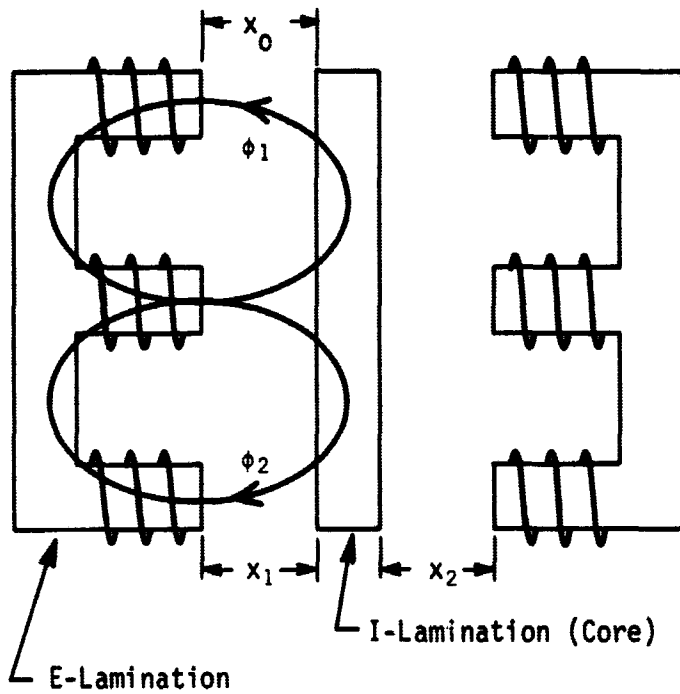 x₀
ϕ₁
ϕ₂
x₁
x₂
I-Lamination (Core)
E-Lamination